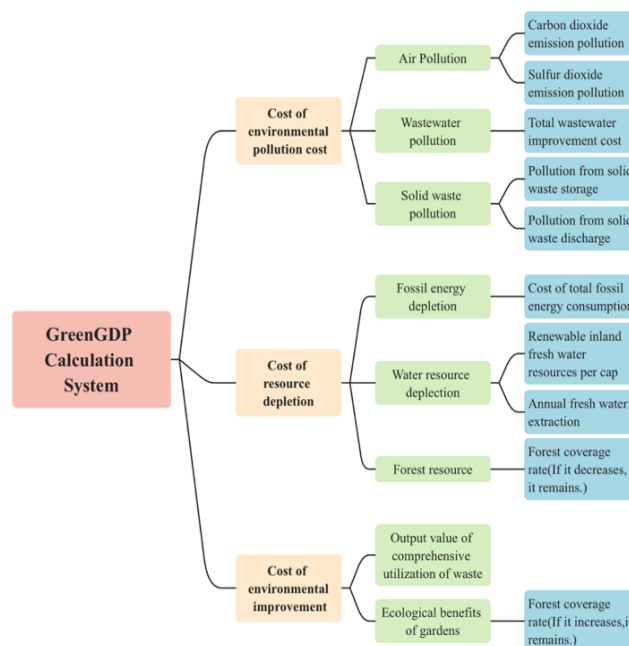 GreenGDP
Calculation
System
Cost of
environmental
pollution cost
Air Pollution
Carbon dioxide
emission pollution
Sulfur dioxide
emission pollution
Wastewater
pollution
Total wastewater
improvement cost
Solid waste
pollution
Pollution from solid
waste storage
Pollution from solid
waste discharge
Cost of
resource
depletion
Fossil energy
depletion
Cost of total fossil
energy consumption
Water resource
deplection
Renewable inland
fresh water
resources per cap
Annual fresh water
extraction
Forest resource
Forest coverage
rate(If it decreases,
it remains.)
Cost of
environmental
improvement
Output value of
comprehensive
utilization of waste
Ecological benefits
of gardens
Forest coverage
rate(If it increases,i
remains.)